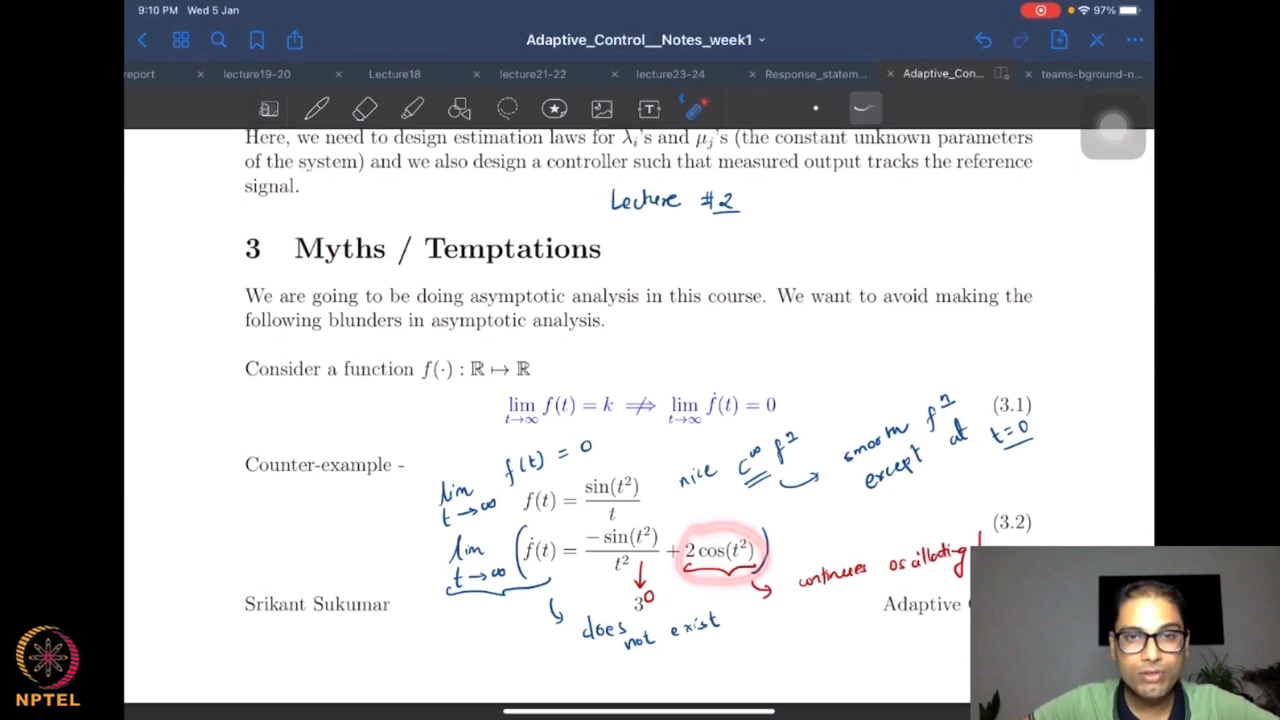 9:10 PM Wed 5 Jan
97%
Adaptive_Control__Notes_week1
report
lecture19-20
Lecture18
lecture21-22
lecture23-24
Response_statem...
Adaptive_Con...
teams-bground-n...
Here, we need to design estimation laws for λᵢ's and μⱼ's (the constant unknown parameters
of the system) and we also design a controller such that measured output tracks the reference
signal.
Lecture #2
3 Myths / Temptations
We are going to be doing asymptotic analysis in this course. We want to avoid making the
following blunders in asymptotic analysis.
Consider a function f(·) : ℝ ↦ ℝ
lim t→∞ f(t) = k ⇏ lim t→∞ ḟ(t) = 0 (3.1)
smooth fⁿ
except at t=0
nice C^∞ fⁿ
Counter-example -
lim t→∞ f(t) = 0
f(t) = sin(t²)/t
(3.2)
lim t→∞ (ḟ(t) = −sin(t²)/t² + 2 cos(t²))
0
continues oscillating
does not exist
Srikant Sukumar
3
Adaptive
NPTEL